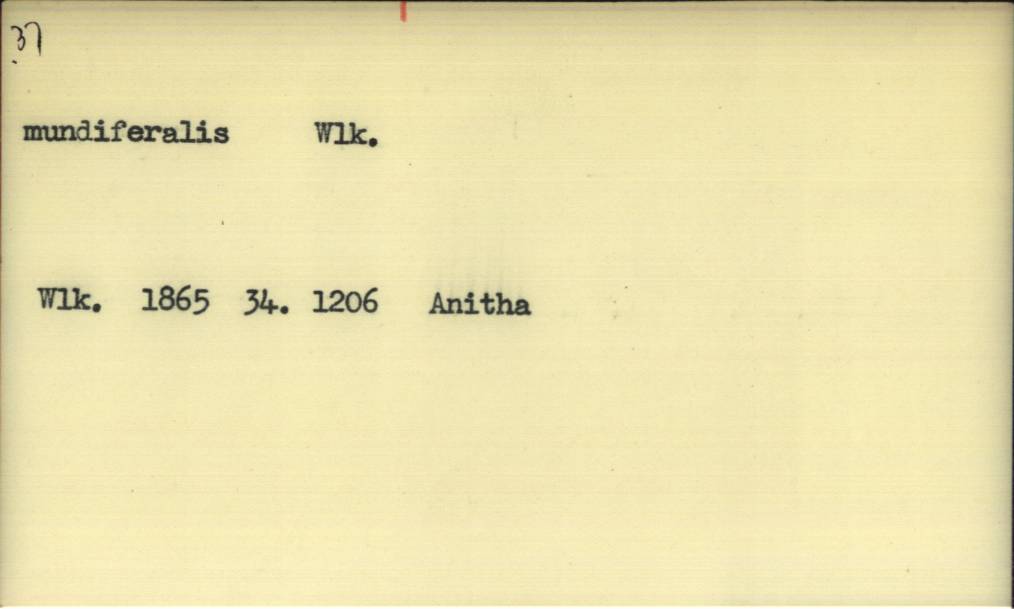 37
mundiferalis Wlk.
Wlk. 1865 34. 1206 Anitha